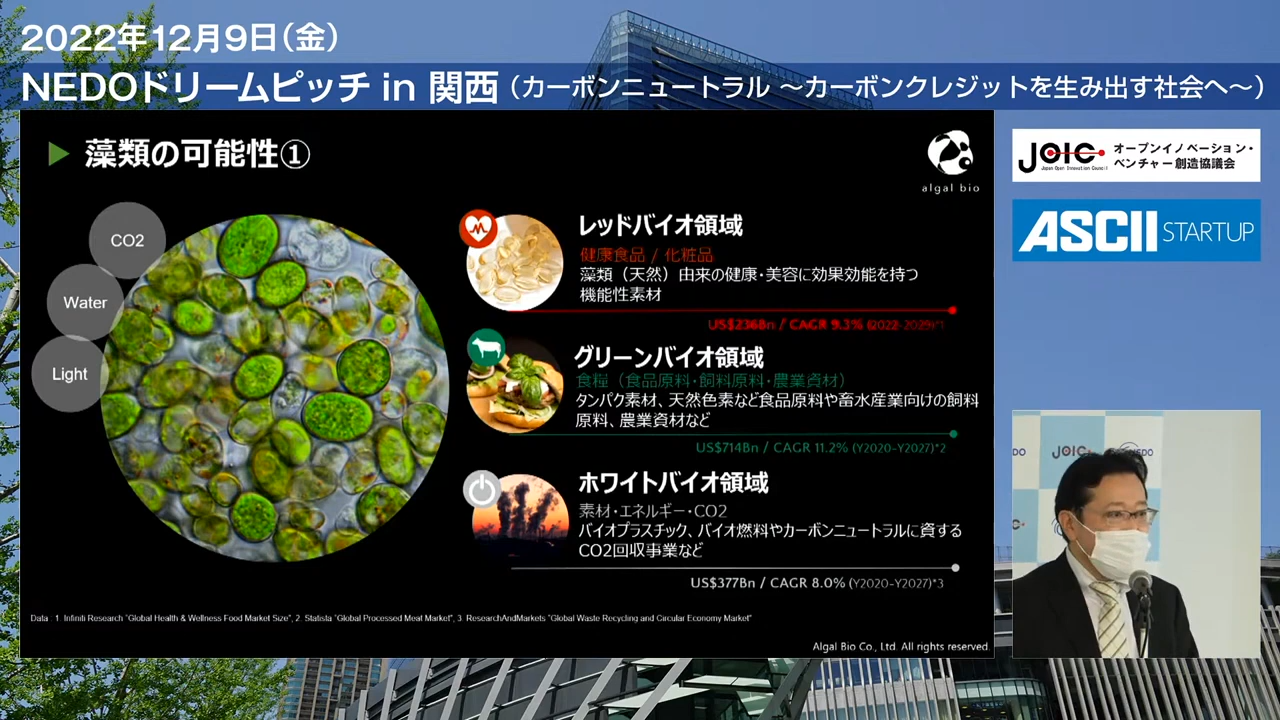 2022年12月9日(金)
NEDOドリームピッチ in 関西(カーボンニュートラル ～カーボンクレジットを生み出す社会へ～)
▶ 藻類の可能性①
algal bio
CO2
Water
Light
レッドバイオ領域
健康食品 / 化粧品
藻類(天然)由来の健康・美容に効果効能を持つ
機能性素材
US$236Bn / CAGR 9.3% (2022-2029)*1
グリーンバイオ領域
食糧(食品原料・飼料原料・農業資材)
タンパク素材、天然色素など食品原料や畜水産業向けの飼料
原料、農業資材など
US$714Bn / CAGR 11.2% (Y2020-Y2027)*2
ホワイトバイオ領域
素材・エネルギー・CO2
バイオプラスチック、バイオ燃料やカーボンニュートラルに資する
CO2回収事業など
US$377Bn / CAGR 8.0% (Y2020-Y2027)*3
Data : 1. Infiniti Research "Global Health & Wellness Food Market Size", 2. Statista "Global Processed Meat Market", 3. ResearchAndMarkets "Global Waste Recycling and Circular Economy Market"
Algal Bio Co., Ltd. All rights reserved.
JOIC
Japan Open Innovation Council
オープンイノベーション・
ベンチャー創造協議会
ASCII STARTUP
JOIC
NEDO